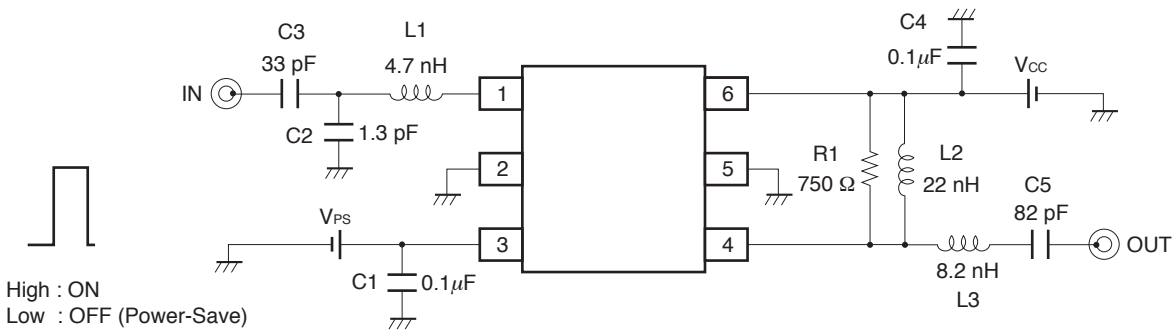 C3
33 pF
L1
4.7 nH
IN
C2
1.3 pF
1
2
3
VPS
C1
0.1μF
High : ON
Low : OFF (Power-Save)
6
5
4
C4
0.1μF
VCC
R1
750 Ω
L2
22 nH
C5
82 pF
OUT
8.2 nH
L3